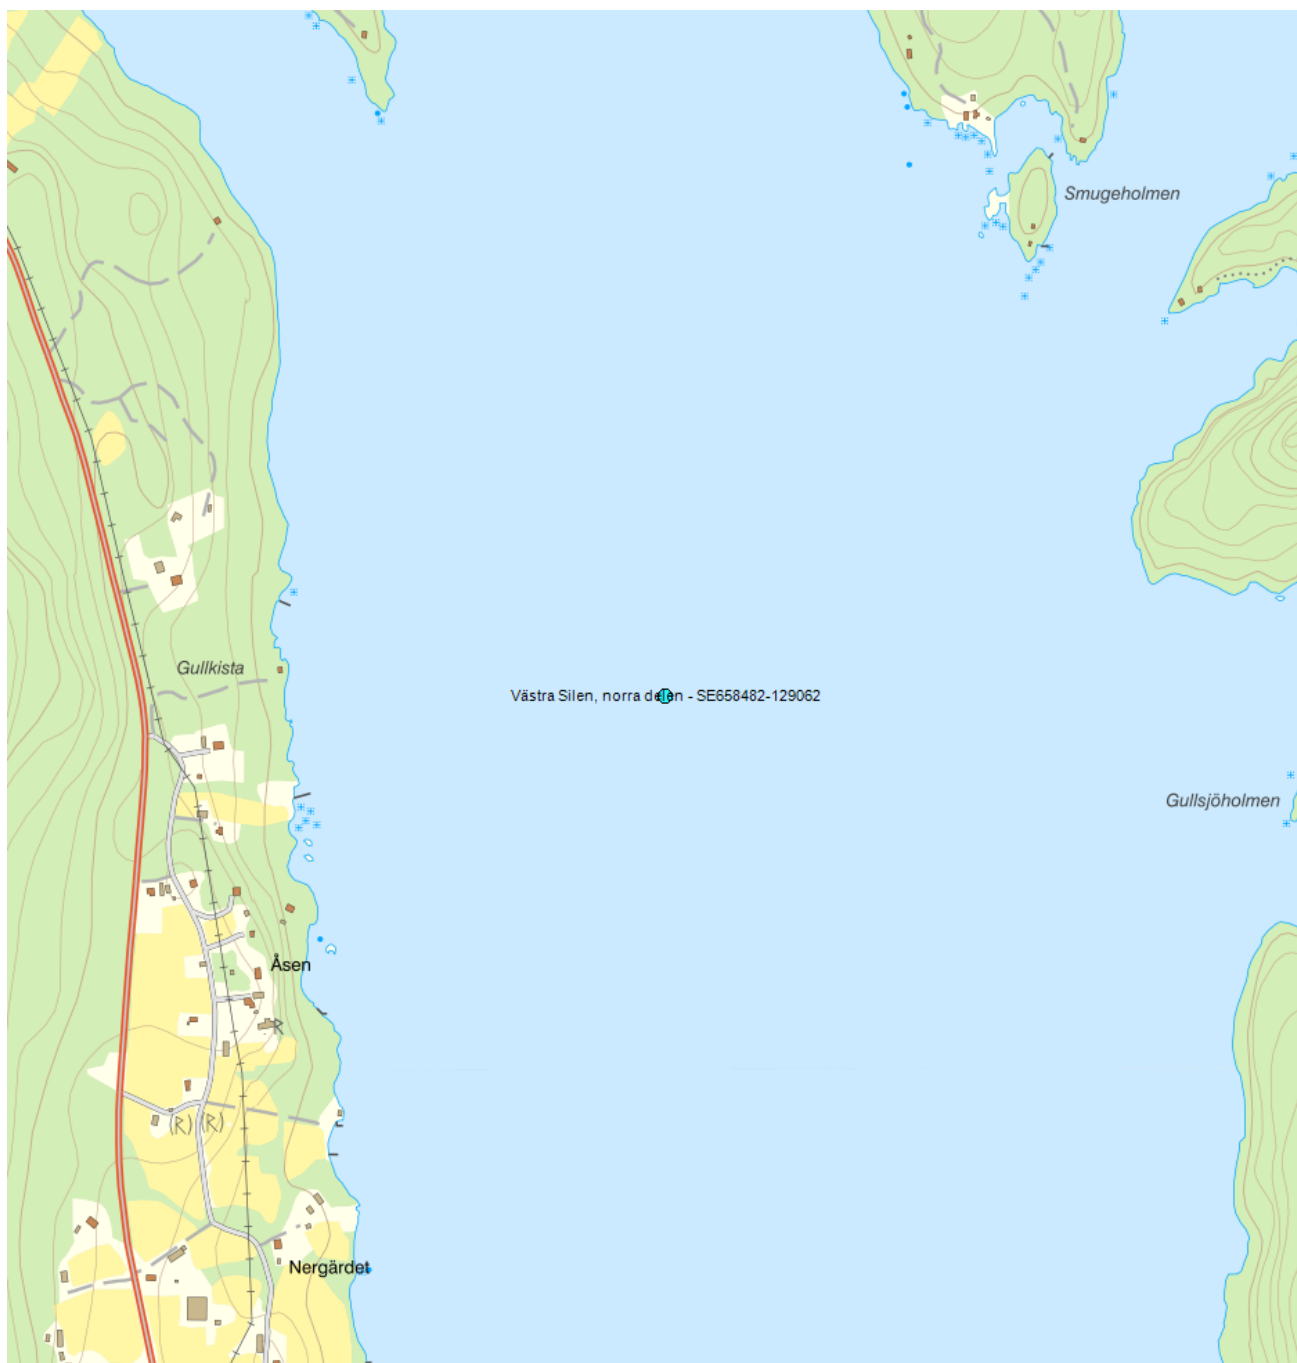 Smugeholmen
Gullkista
Västra Silen, norra delen - SE658482-129062
Gullsjöholmen
Åsen
R
(R) (R)
Nergärdet